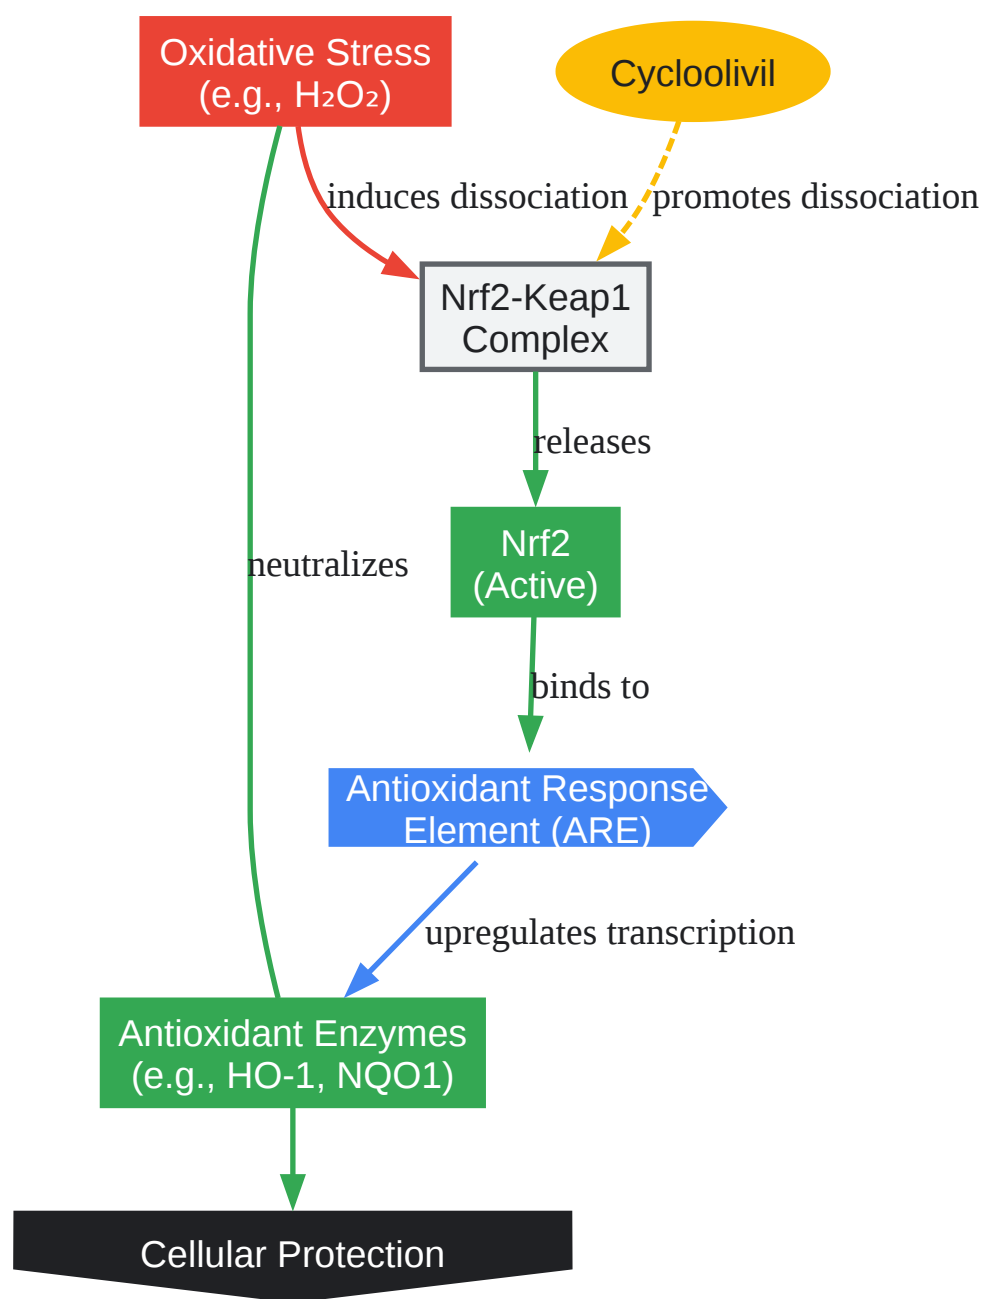 Oxidative Stress
(e.g., H₂O₂)
Cycloolivil
induces dissociation
promotes dissociation
Nrf2-Keap1
Complex
releases
Nrf2
(Active)
neutralizes
binds to
Antioxidant Response
Element (ARE)
upregulates transcription
Antioxidant Enzymes
(e.g., HO-1, NQO1)
Cellular Protection